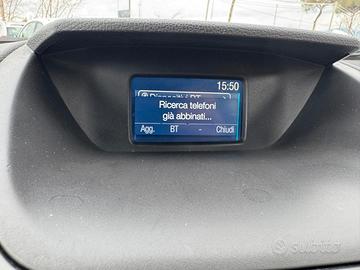 15:50
Ricerca telefoni
già abbinati...
Agg. BT - Chiudi
subito